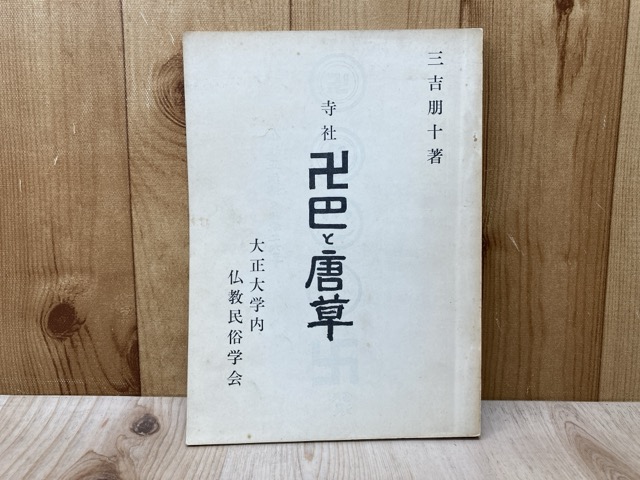 三吉朋十著
寺社
卍巴と唐草
大正大学内
仏教民俗学会